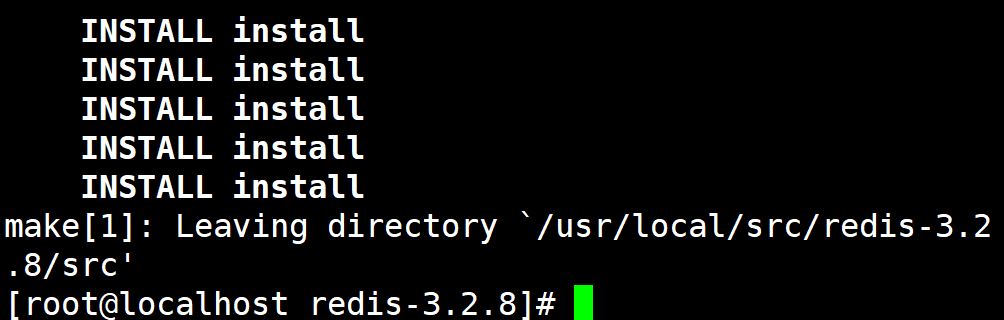 INSTALL install
INSTALL install
INSTALL install
INSTALL install
INSTALL install
make[1]: Leaving directory `/usr/local/src/redis-3.2
.8/src'
[root@localhost redis-3.2.8]#